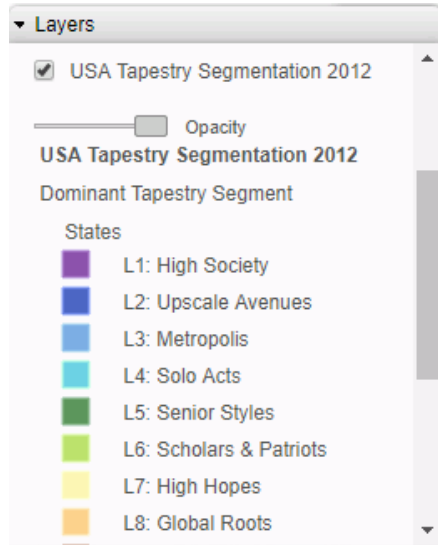 Layers
USA Tapestry Segmentation 2012
Opacity
USA Tapestry Segmentation 2012
Dominant Tapestry Segment
States
L1: High Society
L2: Upscale Avenues
L3: Metropolis
L4: Solo Acts
L5: Senior Styles
L6: Scholars & Patriots
L7: High Hopes
L8: Global Roots